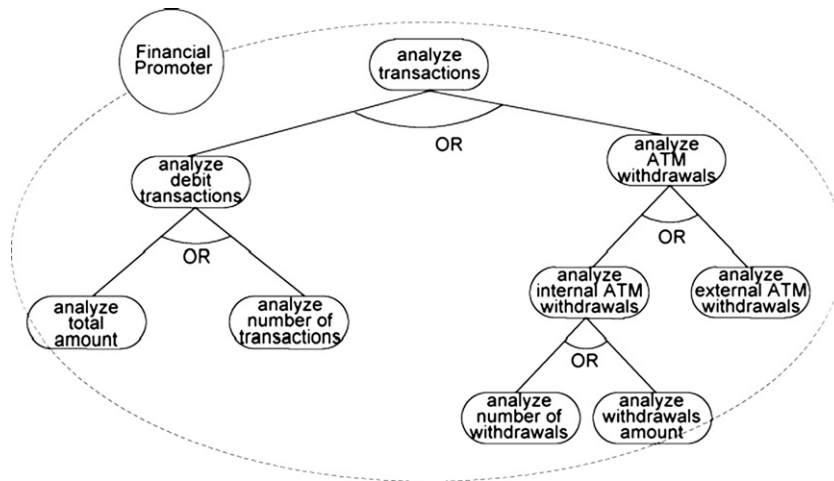 Financial
Promoter
analyze
transactions
OR
analyze
debit
transactions
analyze
ATM
withdrawals
OR
OR
analyze
total
amount
analyze
number of
transactions
analyze
internal ATM
withdrawals
analyze
external ATM
withdrawals
OR
analyze
number of
withdrawals
analyze
withdrawals
amount